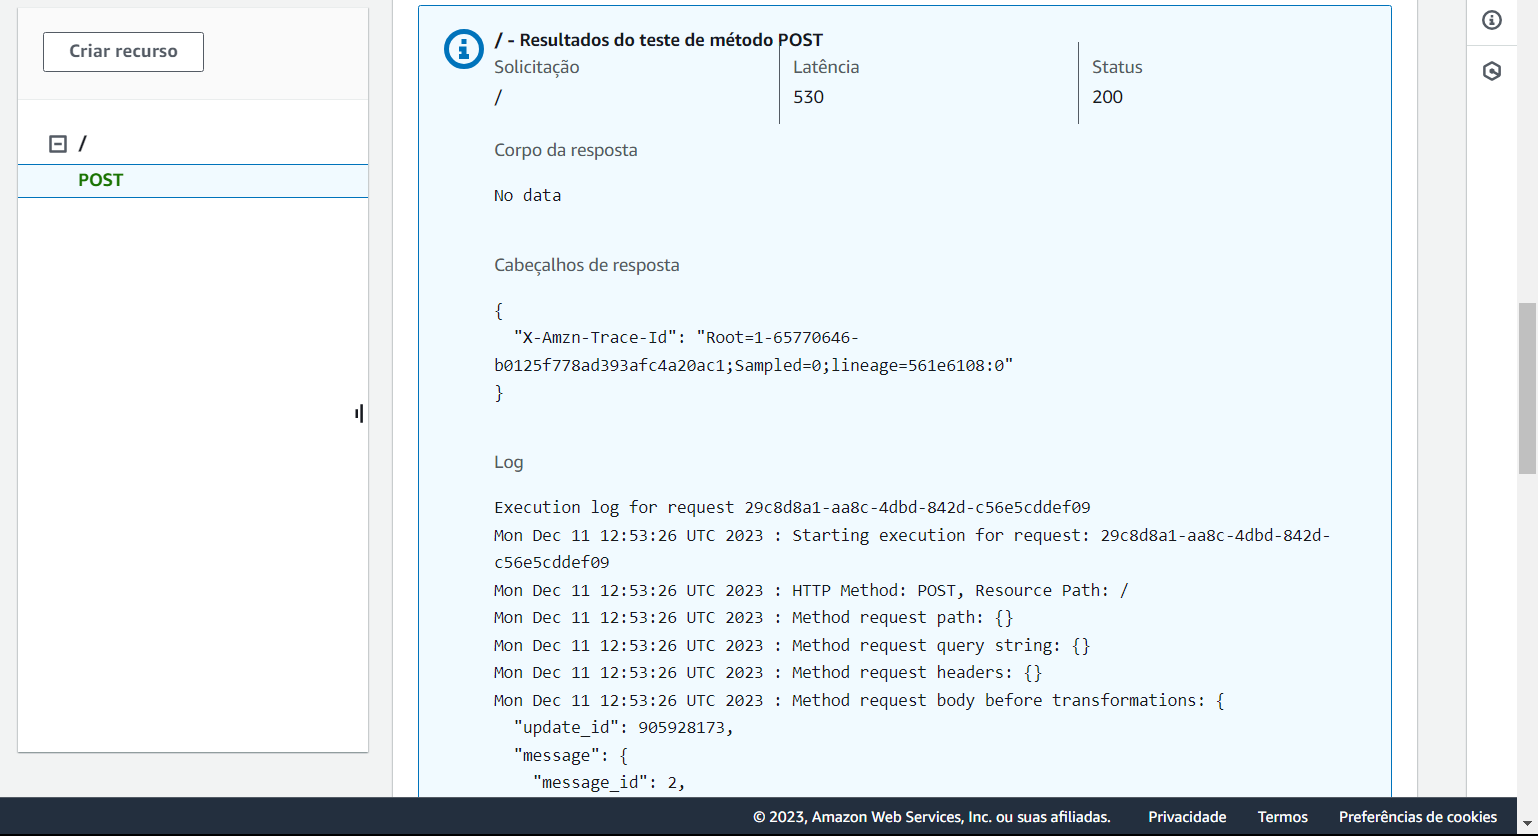 Criar recurso
/
POST
/ - Resultados do teste de método POST
Solicitação
/
Latência
530
Status
200
Corpo da resposta
No data
Cabeçalhos de resposta
{
"X-Amzn-Trace-Id": "Root=1-65770646-
b0125f778ad393afc4a20ac1;Sampled=0;lineage=561e6108:0"
}
Log
Execution log for request 29c8d8a1-aa8c-4dbd-842d-c56e5cddef09
Mon Dec 11 12:53:26 UTC 2023 : Starting execution for request: 29c8d8a1-aa8c-4dbd-842d-
c56e5cddef09
Mon Dec 11 12:53:26 UTC 2023 : HTTP Method: POST, Resource Path: /
Mon Dec 11 12:53:26 UTC 2023 : Method request path: {}
Mon Dec 11 12:53:26 UTC 2023 : Method request query string: {}
Mon Dec 11 12:53:26 UTC 2023 : Method request headers: {}
Mon Dec 11 12:53:26 UTC 2023 : Method request body before transformations: {
"update_id": 905928173,
"message": {
"message_id": 2,
© 2023, Amazon Web Services, Inc. ou suas afiliadas. Privacidade Termos Preferências de cookies